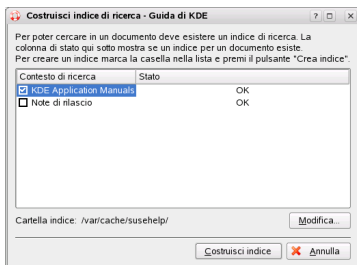 Costruisci indice di ricerca - Guida di KDE
Per poter cercare in un documento deve esistere un indice di ricerca. La
colonna di stato qui sotto mostra se un indice per un documento esiste.
Per creare un indice marca la casella nella lista e premi il pulsante "Crea indice".
Contesto di ricerca Stato
KDE Application Manuals OK
Note di rilascio OK
Cartella indice: /var/cache/susehelp/ Modifica...
Costruisci indice Annulla